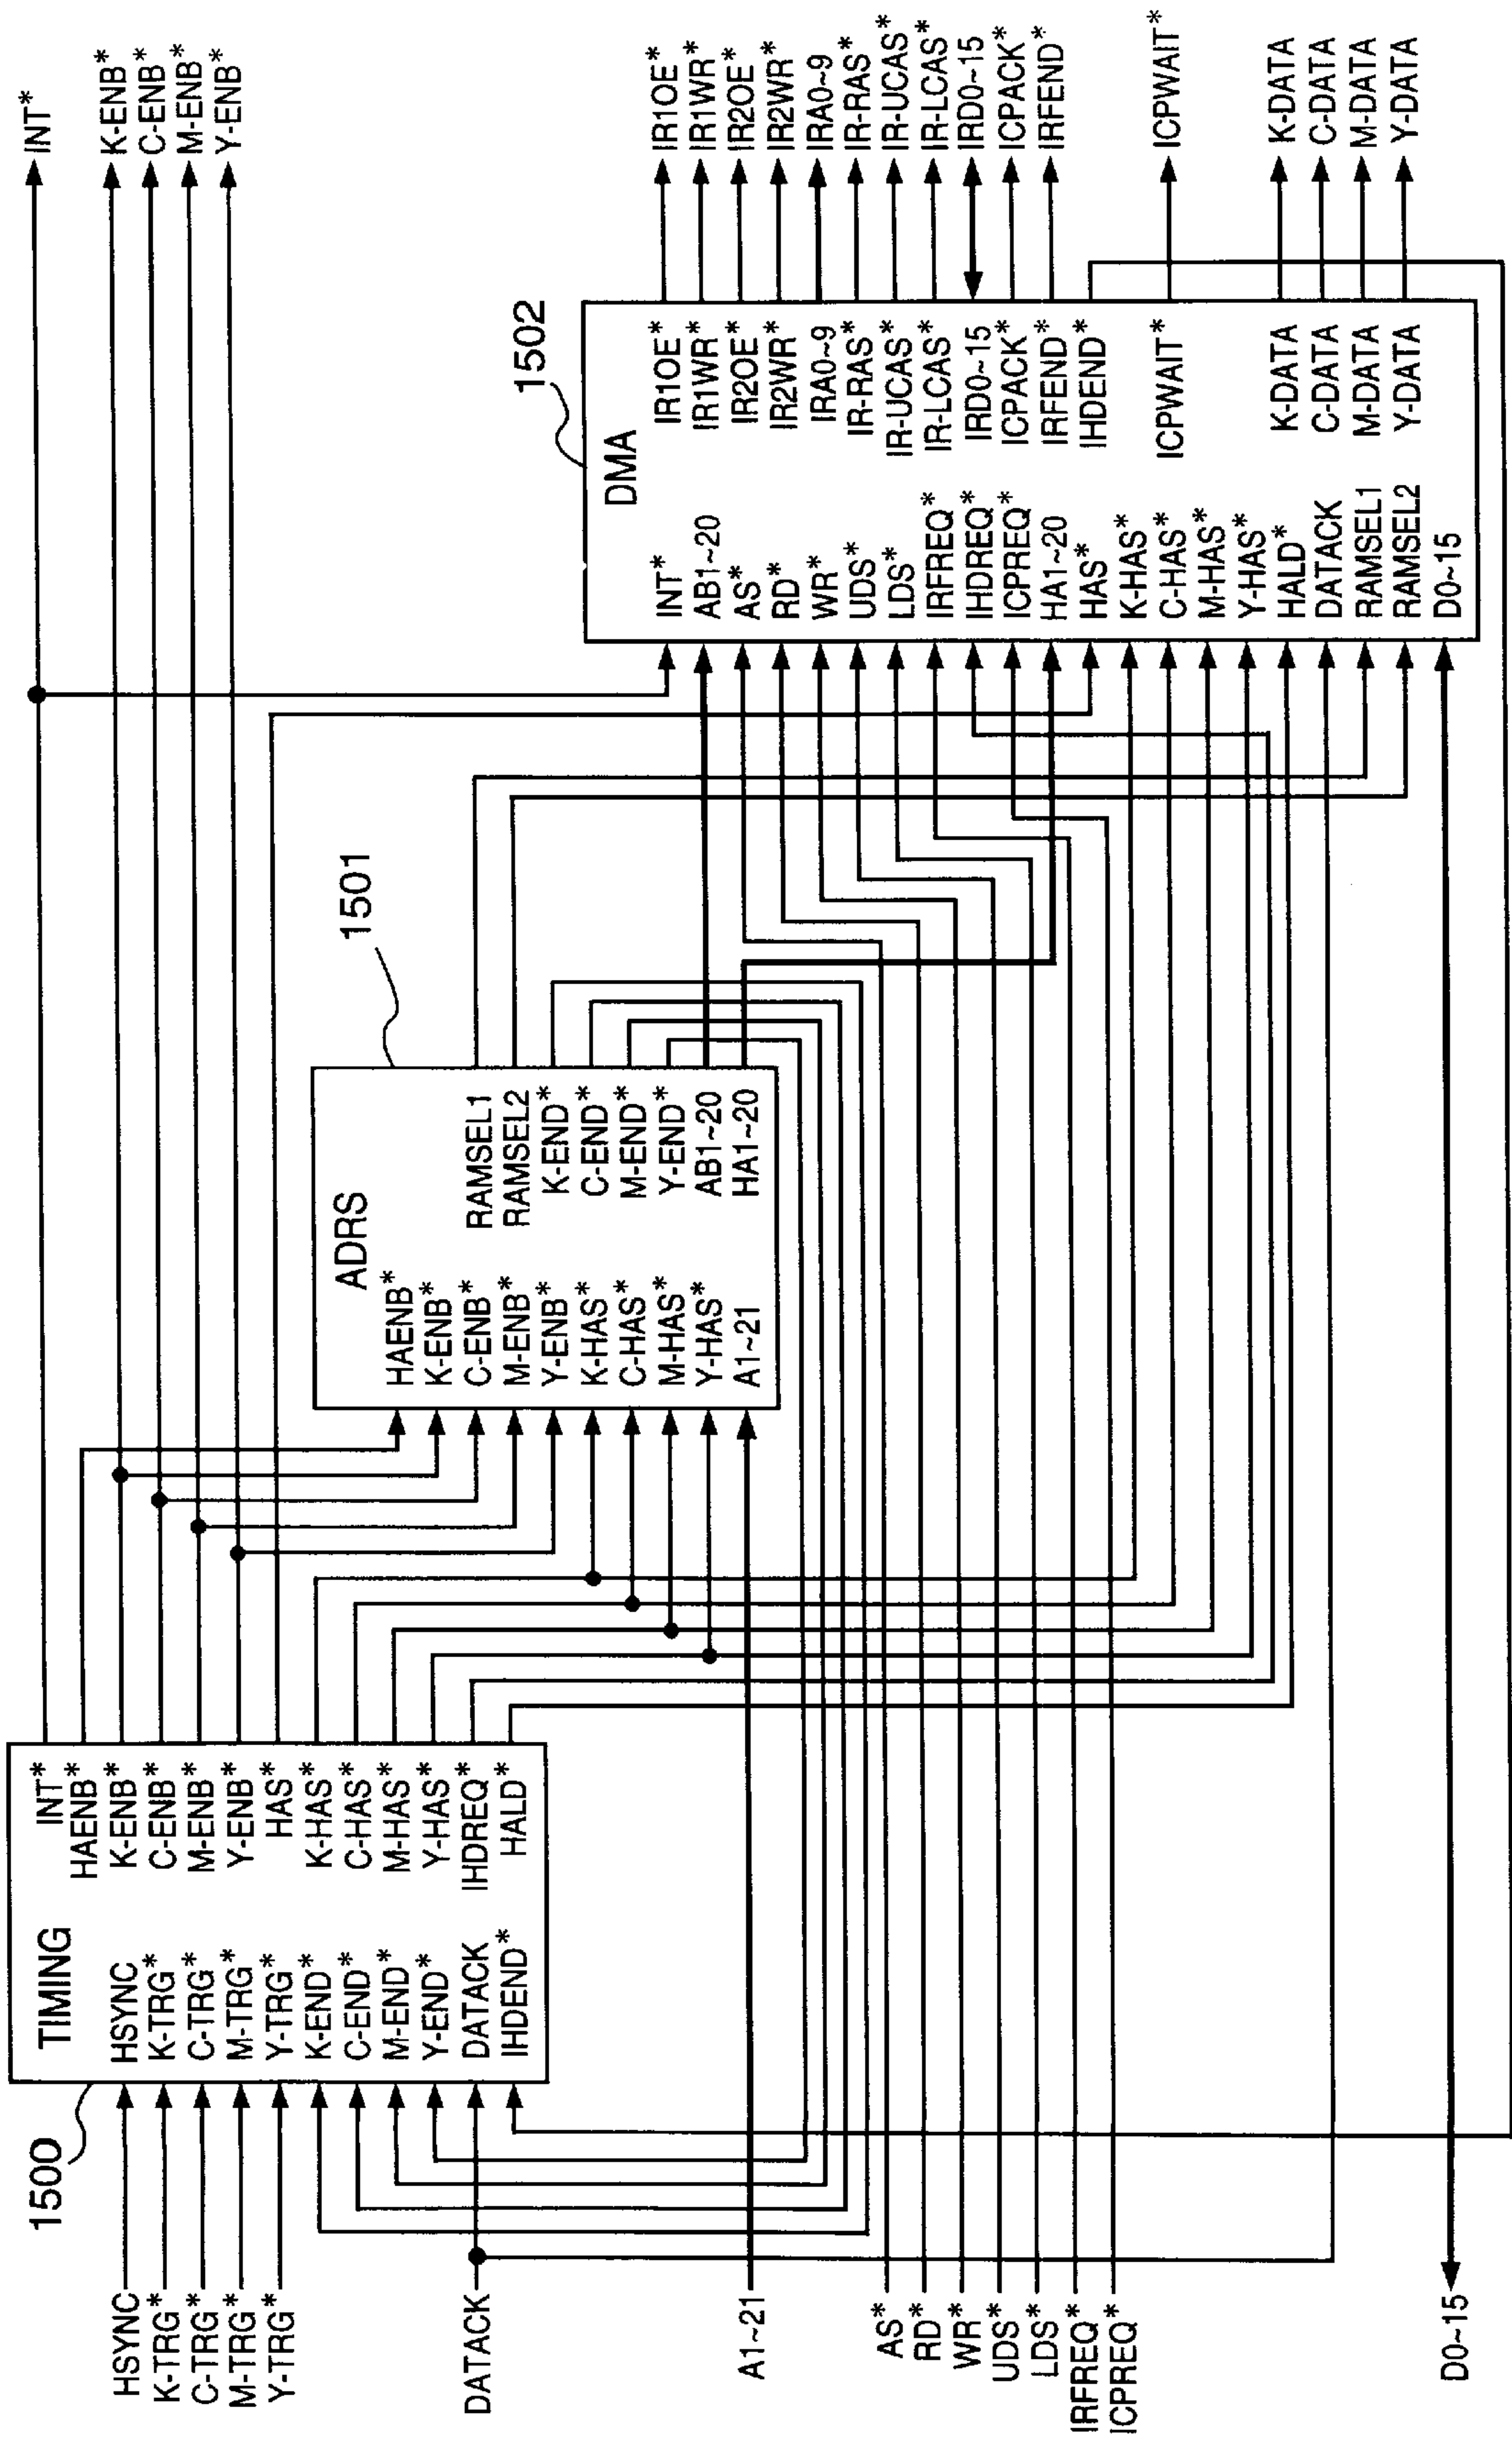 1500
TIMING
HSYNC
K-TRG*
C-TRG*
M-TRG*
Y-TRG*
K-END*
C-END*
M-END*
Y-END*
DATACK
IHDEND*
INT*
HAENB*
K-ENB*
C-ENB*
M-ENB*
Y-ENB*
HAS*
K-HAS*
C-HAS*
M-HAS*
Y-HAS*
IHDREQ*
HALD*
HSYNC
K-TRG*
C-TRG*
M-TRG*
Y-TRG*
DATACK
A1~21
AS*
RD*
WR*
UDS*
LDS*
IRFREQ*
ICPREQ*
D0~15
1501
ADRS
HAENB*
K-ENB*
C-ENB*
M-ENB*
Y-ENB*
K-HAS*
C-HAS*
M-HAS*
Y-HAS*
A1~21
RAMSEL1
RAMSEL2
K-END*
C-END*
M-END*
Y-END*
AB1~20
HA1~20
1502
DMA
INT*
AB1~20
AS*
RD*
WR*
UDS*
LDS*
IRFREQ*
IHDREQ*
ICPREQ*
HA1~20
HAS*
K-HAS*
C-HAS*
M-HAS*
Y-HAS*
HALD*
DATACK
RAMSEL1
RAMSEL2
D0~15
IR1OE*
IR1WR*
IR2OE*
IR2WR*
IRA0~9
IR-RAS*
IR-UCAS*
IR-LCAS*
IRD0~15
ICPACK*
IRFEND*
IHDEND*
ICPWAIT*
K-DATA
C-DATA
M-DATA
Y-DATA
INT*
K-ENB*
C-ENB*
M-ENB*
Y-ENB*
IR1OE*
IR1WR*
IR2OE*
IR2WR*
IRA0~9
IR-RAS*
IR-UCAS*
IR-LCAS*
IRD0~15
ICPACK*
IRFEND*
ICPWAIT*
K-DATA
C-DATA
M-DATA
Y-DATA